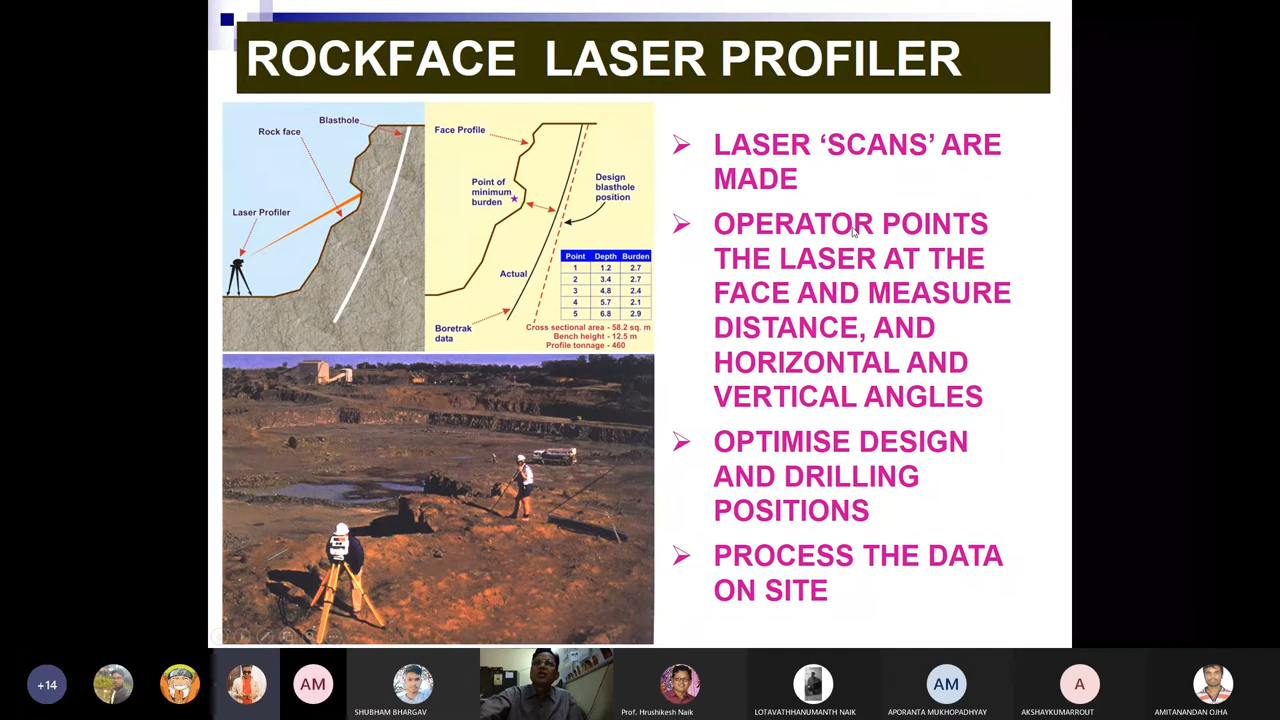 ROCKFACE LASER PROFILER
Blasthole
Rock face
Laser Profiler
Face Profile
Point of
minimum
burden
Design
blasthole
position
Actual
Boretrak
data
Point Depth Burden
1 1.2 2.7
2 3.4 2.7
3 4.8 2.4
4 5.7 2.1
5 6.8 2.9
Cross sectional area - 58.2 sq. m
Bench height - 12.5 m
Profile tonnage - 460
➢ LASER ‘SCANS’ ARE
MADE
➢ OPERATOR POINTS
THE LASER AT THE
FACE AND MEASURE
DISTANCE, AND
HORIZONTAL AND
VERTICAL ANGLES
➢ OPTIMISE DESIGN
AND DRILLING
POSITIONS
➢ PROCESS THE DATA
ON SITE
+14
AM
SHUBHAM BHARGAV
Prof. Hrushikesh Naik
LOTAVATHHANUMANTH NAIK
AM
APORANTA MUKHOPADHYAY
A
AKSHAYKUMARROUT
AMITANANDAN OJHA